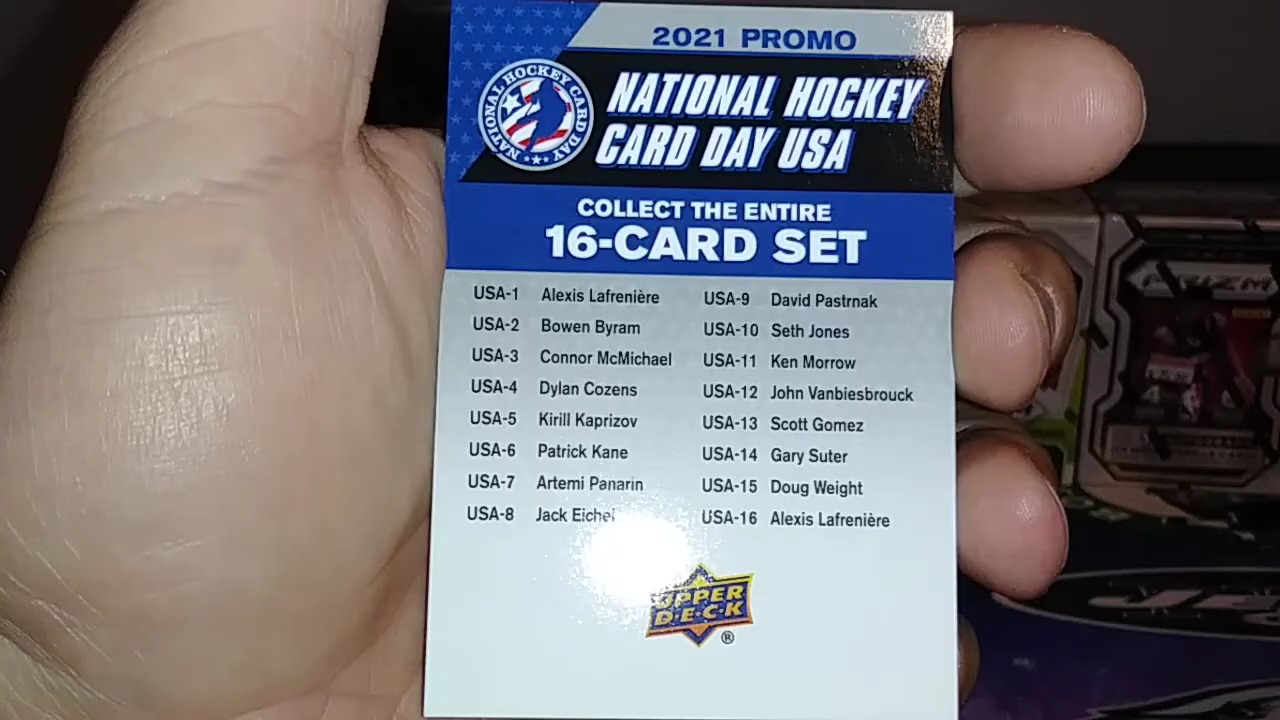 2021 PROMO
NATIONAL HOCKEY CARD DAY
NATIONAL HOCKEY
CARD DAY USA
COLLECT THE ENTIRE
16-CARD SET
USA-1 Alexis Lafrenière
USA-2 Bowen Byram
USA-3 Connor McMichael
USA-4 Dylan Cozens
USA-5 Kirill Kaprizov
USA-6 Patrick Kane
USA-7 Artemi Panarin
USA-8 Jack Eichel
USA-9 David Pastrnak
USA-10 Seth Jones
USA-11 Ken Morrow
USA-12 John Vanbiesbrouck
USA-13 Scott Gomez
USA-14 Gary Suter
USA-15 Doug Weight
USA-16 Alexis Lafrenière
UPPER
D·E·C·K
®
PRIZM